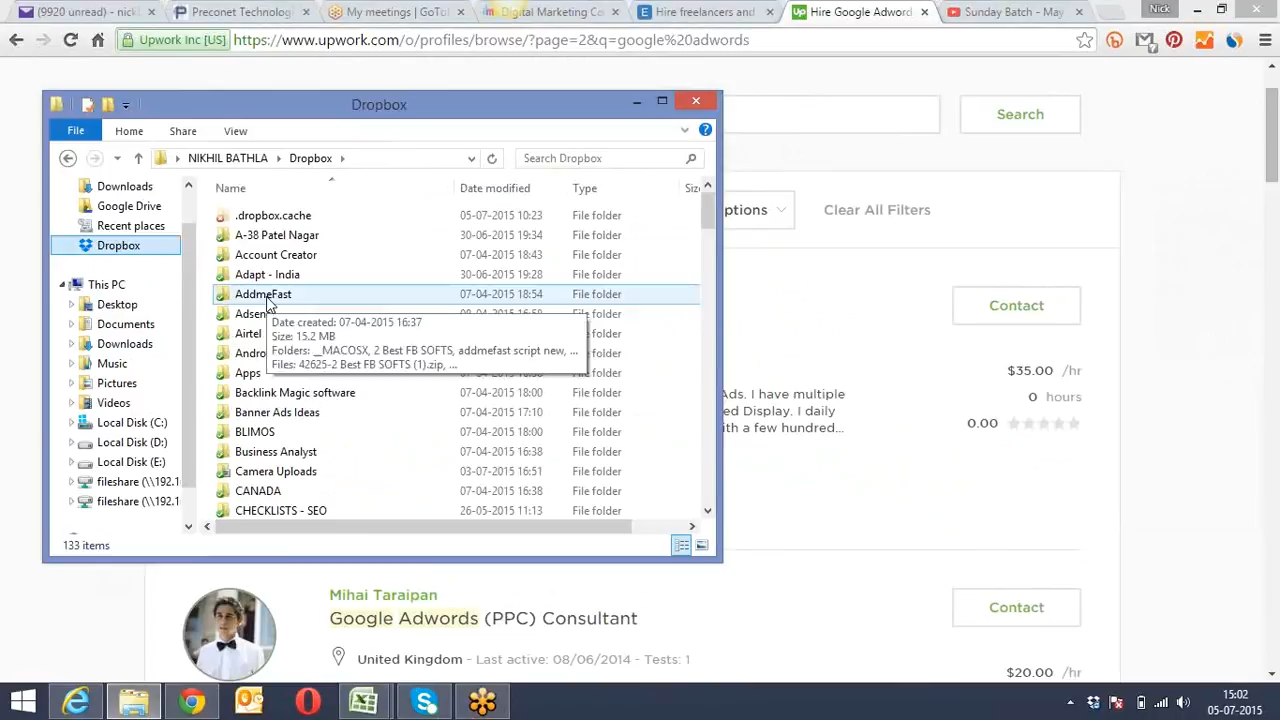 (9920 unread) - nickl
Preconet Technology
My meetings | GoTo
Digital Marketing Co
Hire freelancers and
Hire Google Adword
Sunday Batch - May
Nick
Upwork Inc [US]
https://www.upwork.com/o/profiles/browse/?page=2&q=google%20adwords
Dropbox
Search
File Home Share View
NIKHIL BATHLA Dropbox
Search Dropbox
ptions Clear All Filters
Downloads
Google Drive
Recent places
Dropbox
This PC
Desktop
Documents
Downloads
Music
Pictures
Videos
Local Disk (C:)
Local Disk (D:)
Local Disk (E:)
fileshare (\\192.1
fileshare (\\192.1
Name Date modified Type Siz
.dropbox.cache 05-07-2015 10:23 File folder
A-38 Patel Nagar 30-06-2015 19:34 File folder
Account Creator 07-04-2015 18:43 File folder
Adapt - India 30-06-2015 19:28 File folder
AddmeFast 07-04-2015 18:54 File folder
Adsen
Airtel
Andro
Apps
Date created: 07-04-2015 16:37
Size: 15.2 MB
Folders: __MACOSX, 2 Best FB SOFTS, addmefast script new, ...
Files: 42625-2 Best FB SOFTS (1).zip, ...
Backlink Magic software 07-04-2015 18:00 File folder
Banner Ads Ideas 07-04-2015 17:10 File folder
BLIMOS 07-04-2015 18:00 File folder
Business Analyst 07-04-2015 16:38 File folder
Camera Uploads 03-07-2015 16:51 File folder
CANADA 07-04-2015 16:38 File folder
CHECKLISTS - SEO 26-05-2015 11:13 File folder
133 items
Contact
$35.00 /hr
0 hours
0.00
Ads. I have multiple
ed Display. I daily
ith a few hundred...
Mihai Taraipan
Google Adwords (PPC) Consultant
United Kingdom - Last active: 08/06/2014 - Tests: 1
Contact
$20.00 /hr
15:02
05-07-2015